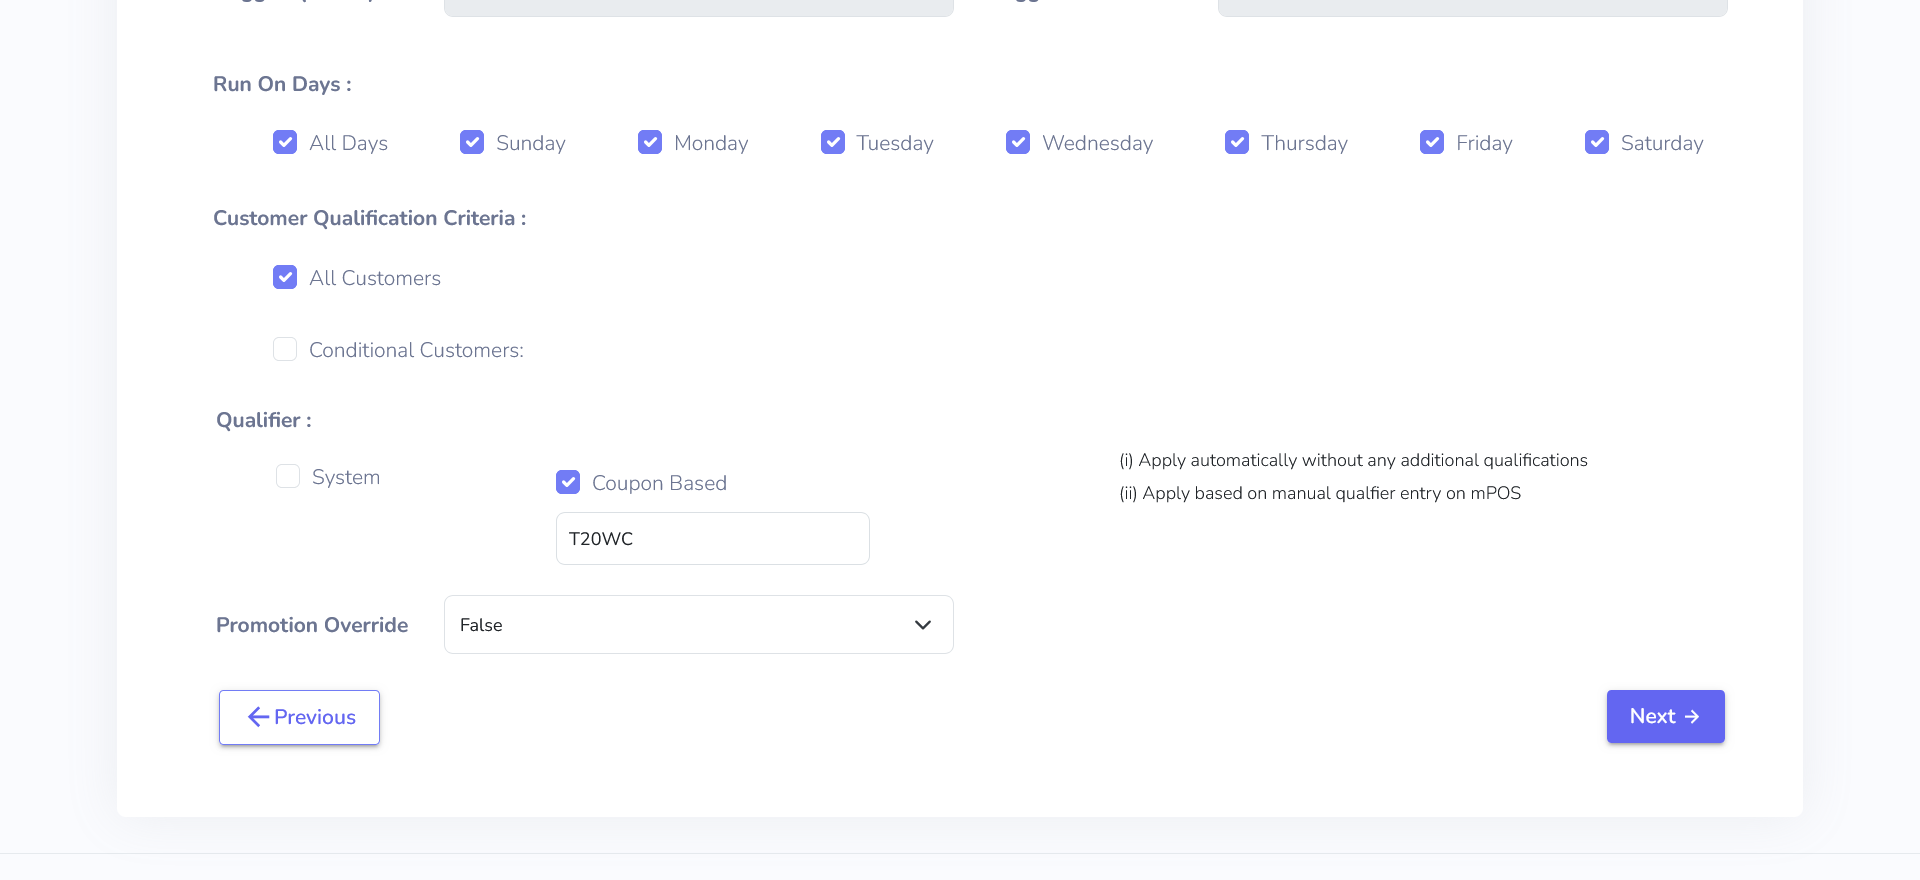 Run On Days :
All Days Sunday Monday Tuesday Wednesday Thursday Friday Saturday
Customer Qualification Criteria :
All Customers
Conditional Customers:
Qualifier :
System
Coupon Based
T20WC
(i) Apply automatically without any additional qualifications
(ii) Apply based on manual qualfier entry on mPOS
Promotion Override
False
Previous
Next